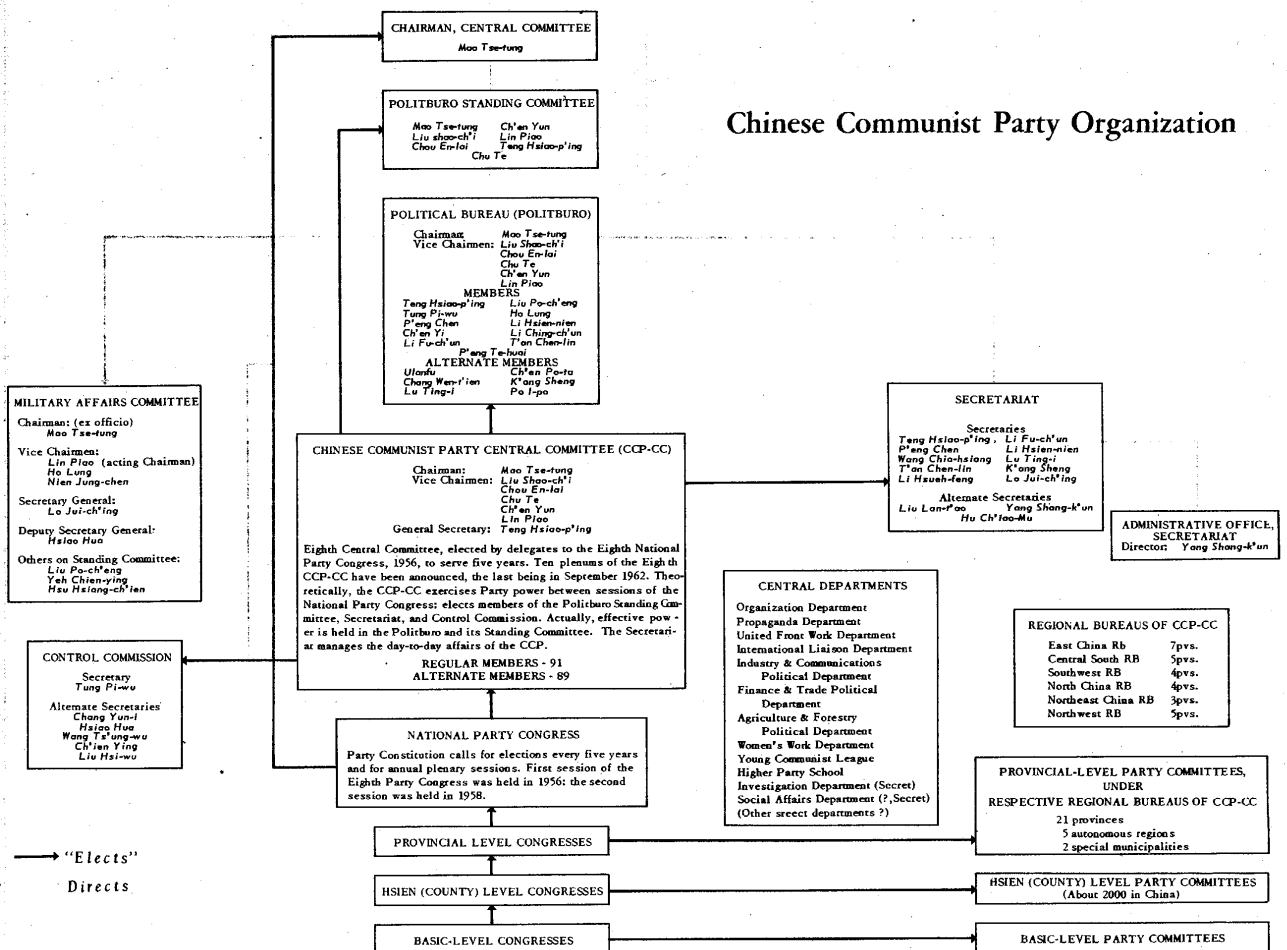 CHAIRMAN, CENTRAL COMMITTEE
Mao Tse-tung
POLITBURO STANDING COMMITTEE
Mao Tse-tung Ch'en Yun
Liu shao-ch'i Lin Piao
Chou En-lai Teng Hsiao-p'ing
Chu Te
Chinese Communist Party Organization
POLITICAL BUREAU (POLITBURO)
Chairman: Mao Tse-tung
Vice Chairmen: Liu Shao-ch'i
Chou En-lai
Chu Te
Ch'en Yun
Lin Piao
MEMBERS
Teng Hsiao-p'ing Liu Po-ch'eng
Tung Pi-wu Ho Lung
P'eng Chen Li Hsien-nien
Ch'en Yi Li Ching-ch'un
Li Fu-ch'un T'an Chen-lin
P'eng Te-huai
ALTERNATE MEMBERS
Ulanfu Ch'en Po-ta
Chang Wen-t'ien K'ang Sheng
Lu Ting-i Po I-po
MILITARY AFFAIRS COMMITTEE
Chairman: (ex officio)
Mao Tse-tung
Vice Chairmen:
Lin Piao (acting Chairman)
Ho Lung
Nien Jung-chen
Secretary General:
Lo Jui-ch'ing
Deputy Secretary General:
Hsiao Hua
Others on Standing Committee:
Liu Po-ch'eng
Yeh Chien-ying
Hsu Hsiang-ch'ien
CHINESE COMMUNIST PARTY CENTRAL COMMITTEE (CCP-CC)
Chairman: Mao Tse-tung
Vice Chairmen: Liu Shao-ch'i
Chou En-lai
Chu Te
Ch'en Yun
Lin Piao
General Secretary: Teng Hsiao-p'ing
Eighth Central Committee, elected by delegates to the Eighth National
Party Congress, 1956, to serve five years. Ten plenums of the Eighth
CCP-CC have been announced, the last being in September 1962. Theo-
retically, the CCP-CC exercises Party power between sessions of the
National Party Congress: elects members of the Politburo Standing Com-
mittee, Secretariat, and Control Commission. Actually, effective pow-
er is held in the Politburo and its Standing Committee. The Secretari-
at manages the day-to-day affairs of the CCP.
REGULAR MEMBERS - 91
ALTERNATE MEMBERS - 89
SECRETARIAT
Secretaries
Teng Hsiao-p'ing, Li Fu-ch'un
P'eng Chen Li Hsien-nien
Wang Chia-hsiang Lu Ting-i
T'an Chen-lin K'ang Sheng
Li Hsueh-feng Lo Jui-ch'ing
Alternate Secretaries
Liu Lan-t'ao Yang Shang-k'un
Hu Ch'iao-Mu
ADMINISTRATIVE OFFICE,
SECRETARIAT
Director: Yang Shang-k'un
CONTROL COMMISSION
Secretary
Tung Pi-wu
Alternate Secretaries
Chang Yun-i
Hsiao Hua
Wang Ts'ung-wu
Ch'ien Ying
Liu Hsi-wu
CENTRAL DEPARTMENTS
Organization Department
Propaganda Department
United Front Work Department
International Liaison Department
Industry & Communications
Political Department
Finance & Trade Political
Department
Agriculture & Forestry
Political Department
Women's Work Department
Young Communist League
Higher Party School
Investigation Department (Secret)
Social Affairs Department (?,Secret)
(Other sreect departments ?)
REGIONAL BUREAUS OF CCP-CC
East China Rb 7pvs.
Central South RB 5pvs.
Southwest RB 4pvs.
North China RB 4pvs.
Northeast China RB 3pvs.
Northwest RB 5pvs.
NATIONAL PARTY CONGRESS
Party Constitution calls for elections every five years
and for annual plenary sessions. First session of the
Eighth Party Congress was held in 1956: the second
session was held in 1958.
PROVINCIAL-LEVEL PARTY COMMITTEES,
UNDER
RESPECTIVE REGIONAL BUREAUS OF CCP-CC
21 provinces
5 autonomous regions
2 special municipalities
PROVINCIAL LEVEL CONGRESSES
"Elects"
Directs
HSIEN (COUNTY) LEVEL CONGRESSES
HSIEN (COUNTY) LEVEL PARTY COMMITTEES
(About 2000 in China)
BASIC-LEVEL CONGRESSES
BASIC-LEVEL PARTY COMMITTEES